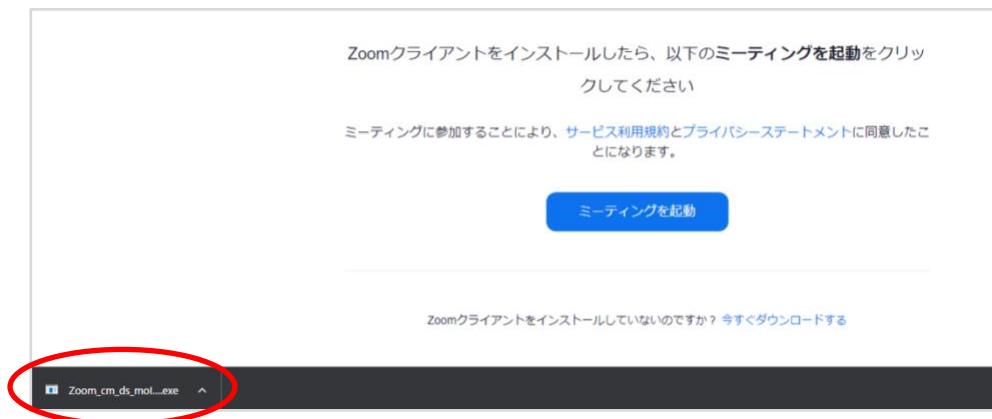 Zoomクライアントをインストールしたら、以下のミーティングを起動をクリッ
クしてください
ミーティングに参加することにより、サービス利用規約とプライバシーステートメントに同意したこ
とになります。
ミーティングを起動
Zoomクライアントをインストールしていないのですか？ 今すぐダウンロードする
Zoom_cm_ds_mol....exe